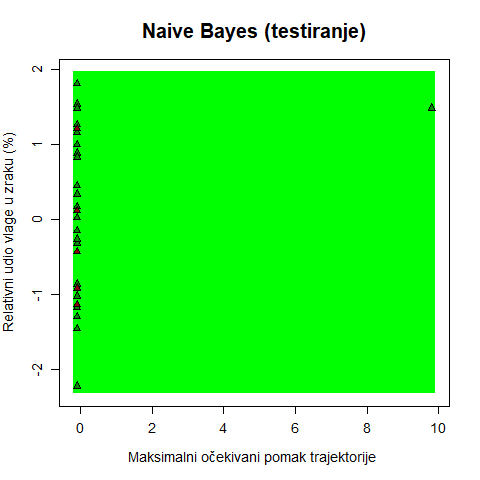 Naive Bayes (testiranje)
Relativni udio vlage u zraku (%)
2
1
0
-1
-2
0 2 4 6 8 10
Maksimalni očekivani pomak trajektorije